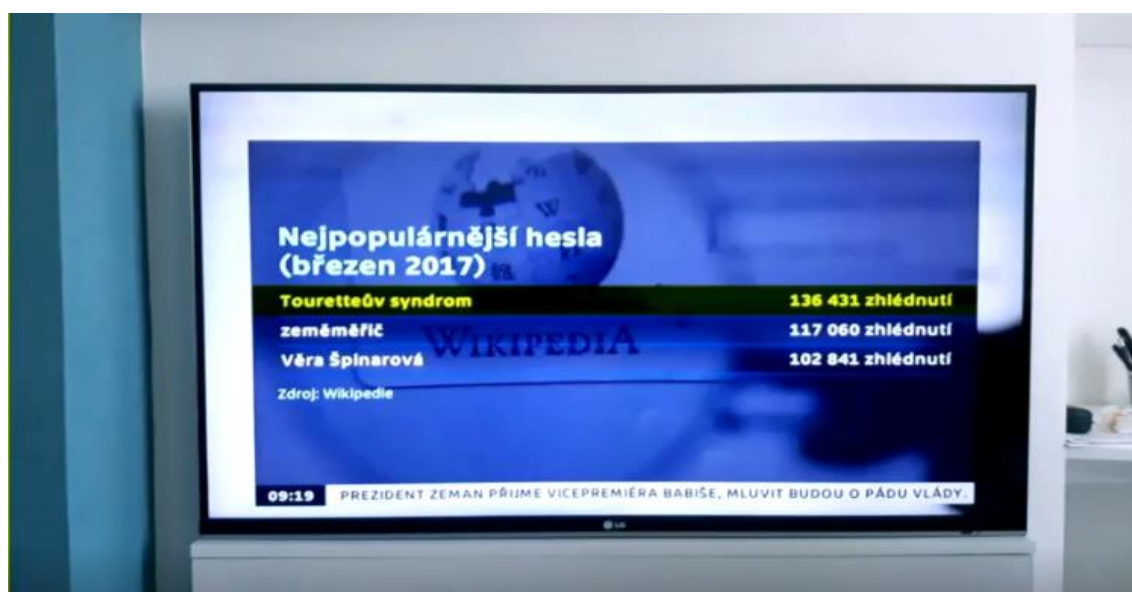 Nejpopulárnější hesla
(březen 2017)
Touretteův syndrom 136 431 zhlédnutí
zeměměřič 117 060 zhlédnutí
Věra Špinarová 102 841 zhlédnutí
WIKIPEDIA
Zdroj: Wikipedie
09:19 PREZIDENT ZEMAN PŘIJME VICEPREMIÉRA BABIŠE, MLUVIT BUDOU O PÁDU VLÁDY.
LG